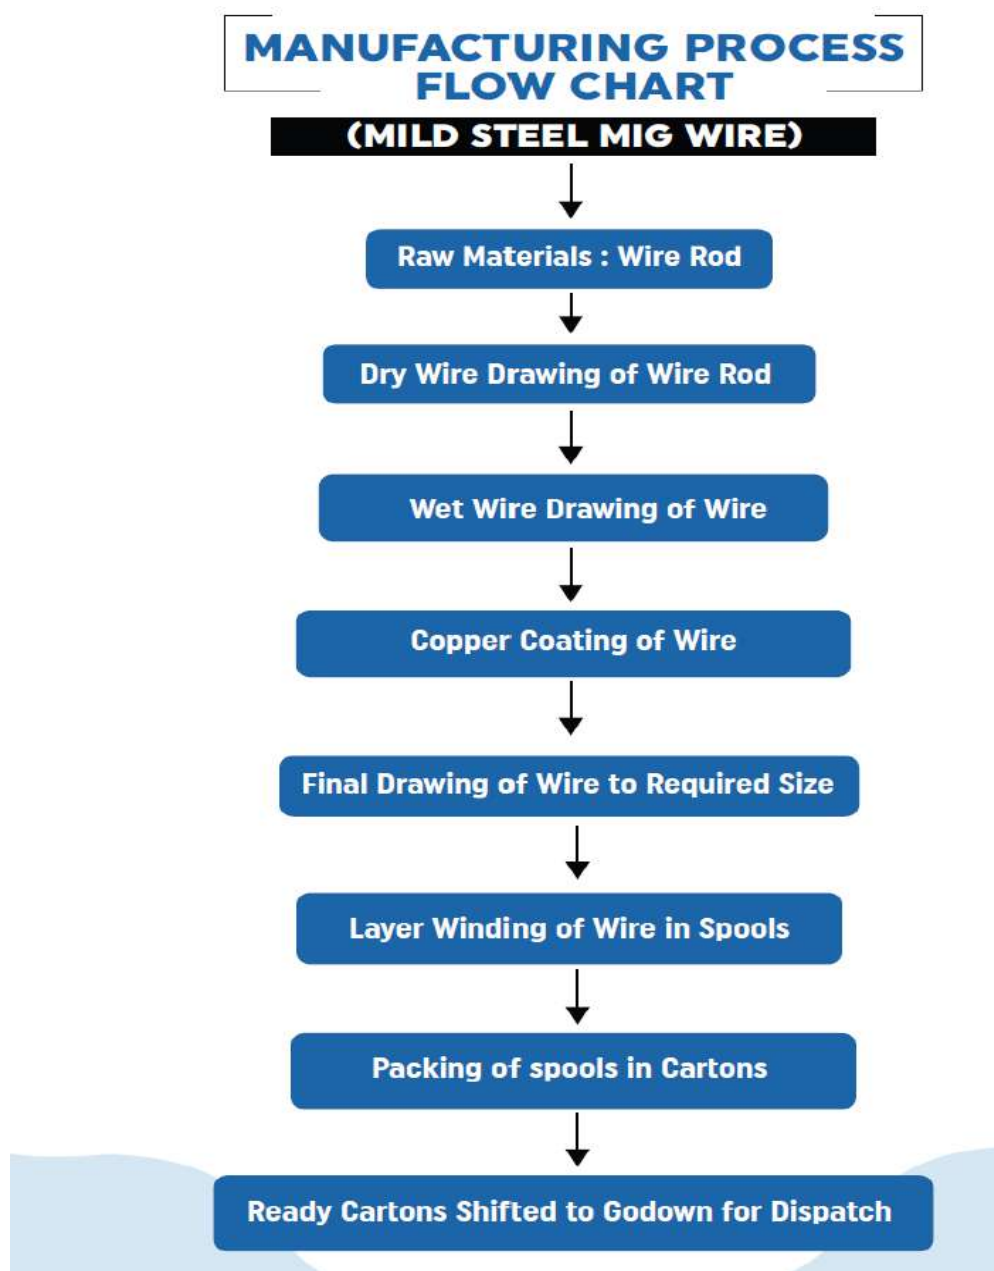 MANUFACTURING PROCESS
FLOW CHART
(MILD STEEL MIG WIRE)
Raw Materials : Wire Rod
Dry Wire Drawing of Wire Rod
Wet Wire Drawing of Wire
Copper Coating of Wire
Final Drawing of Wire to Required Size
Layer Winding of Wire in Spools
Packing of spools in Cartons
Ready Cartons Shifted to Godown for Dispatch